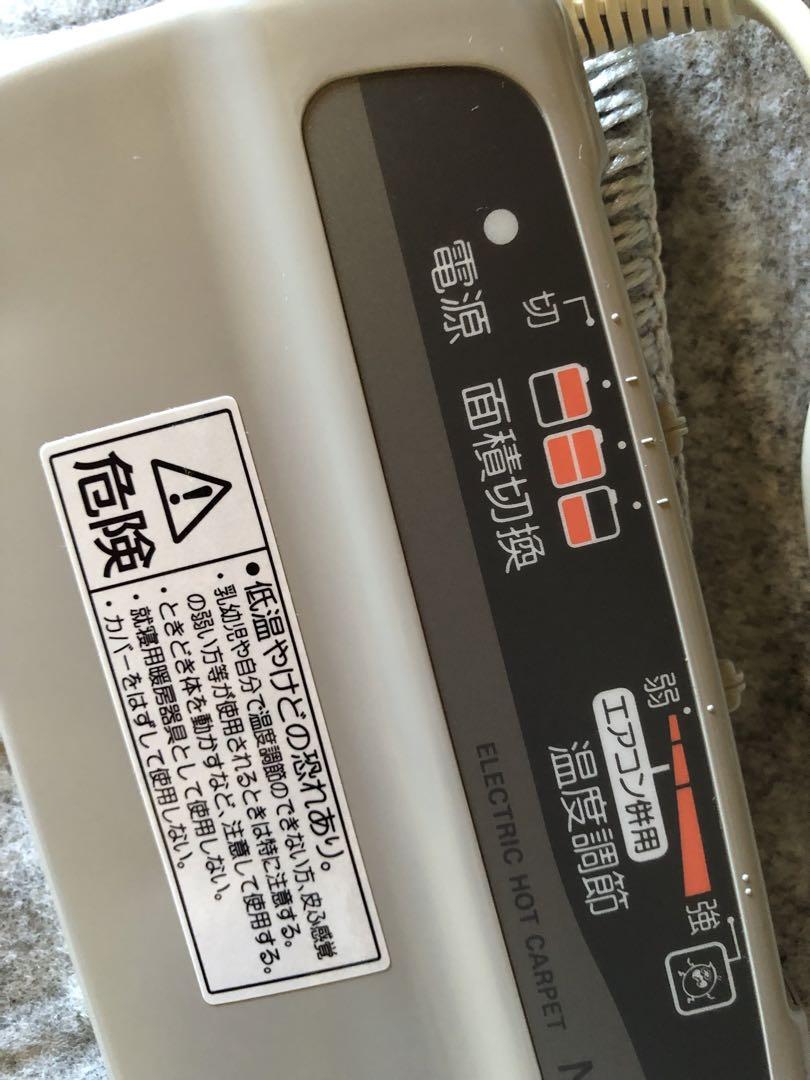 電源
切
面積切換
弱
強
エアコン併用
温度調節
ELECTRIC HOT CARPET
危険
●低温やけどの恐れあり。
・乳幼児や自分で温度調節のできない方、皮ふ感覚
の弱い方等が使用されるときは特に注意する。
・ときどき体を動かすなど、注意して使用する。
・就寝用暖房器具として使用しない。
・カバーをはずして使用しない。